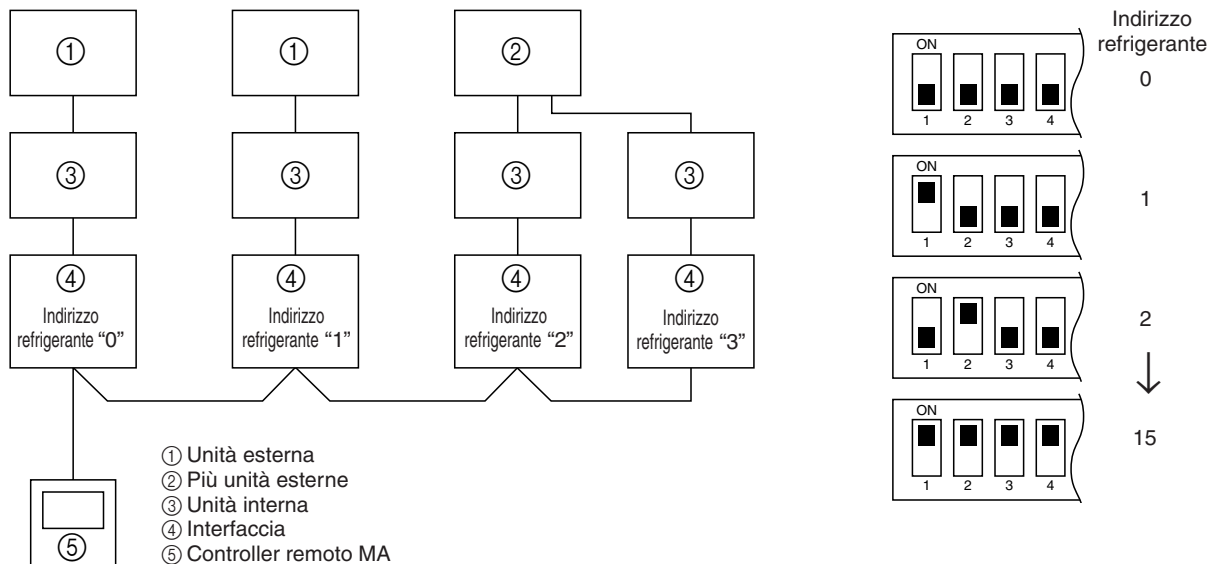 ① ① ②
③ ③ ③ ③
④ ④ ④ ④
Indirizzo
refrigerante “0”
Indirizzo
refrigerante “1”
Indirizzo
refrigerante “2”
Indirizzo
refrigerante “3”
⑤
① Unità esterna
② Più unità esterne
③ Unità interna
④ Interfaccia
⑤ Controller remoto MA
Indirizzo
refrigerante
ON
1 2 3 4
0
ON
1 2 3 4
1
ON
1 2 3 4
2
ON
1 2 3 4
15